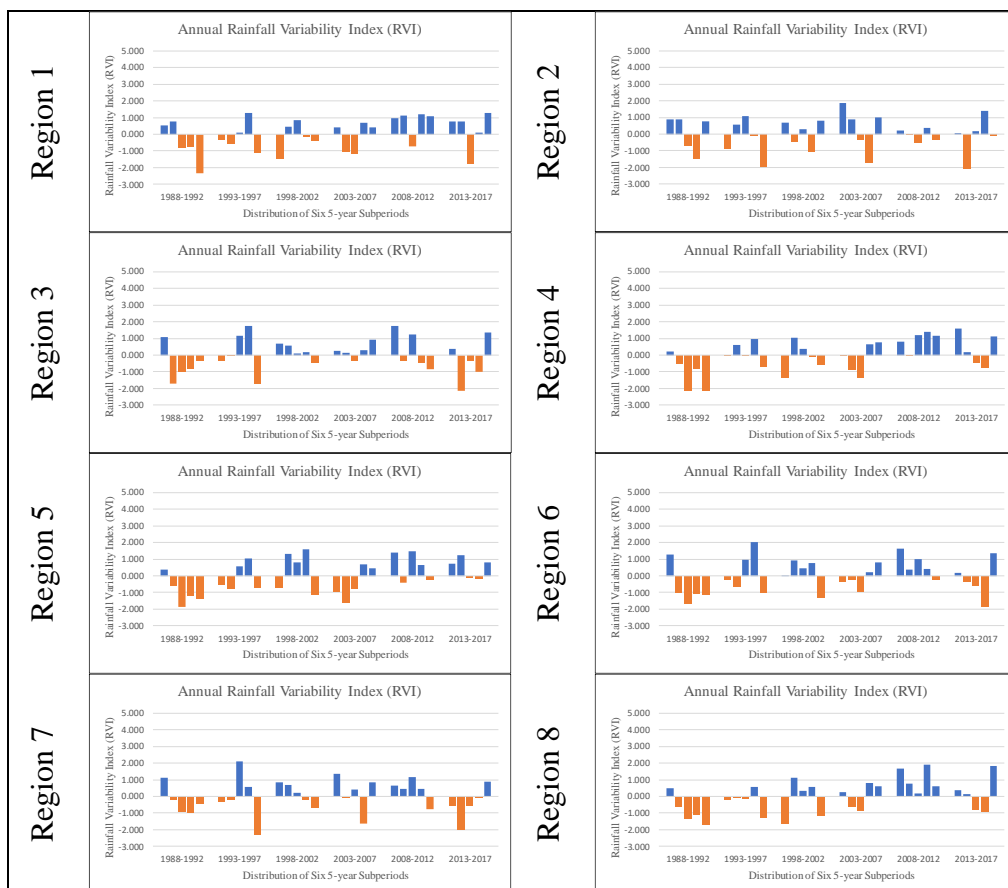 Region 1
Annual Rainfall Variability Index (RVI)
Rainfall Variability Index (RVI)
5.000
4.000
3.000
2.000
1.000
0.000
-1.000
-2.000
-3.000
1988-1992 1993-1997 1998-2002 2003-2007 2008-2012 2013-2017
Distribution of Six 5-year Subperiods
Region 2
Annual Rainfall Variability Index (RVI)
Rainfall Variability Index (RVI)
5.000
4.000
3.000
2.000
1.000
0.000
-1.000
-2.000
-3.000
1988-1992 1993-1997 1998-2002 2003-2007 2008-2012 2013-2017
Distribution of Six 5-year Subperiods
Region 3
Annual Rainfall Variability Index (RVI)
Rainfall Variability Index (RVI)
5.000
4.000
3.000
2.000
1.000
0.000
-1.000
-2.000
-3.000
1988-1992 1993-1997 1998-2002 2003-2007 2008-2012 2013-2017
Distribution of Six 5-year Subperiods
Region 4
Annual Rainfall Variability Index (RVI)
Rainfall Variability Index (RVI)
5.000
4.000
3.000
2.000
1.000
0.000
-1.000
-2.000
-3.000
1988-1992 1993-1997 1998-2002 2003-2007 2008-2012 2013-2017
Distribution of Six 5-year Subperiods
Region 5
Annual Rainfall Variability Index (RVI)
Rainfall Variability Index (RVI)
5.000
4.000
3.000
2.000
1.000
0.000
-1.000
-2.000
-3.000
1988-1992 1993-1997 1998-2002 2003-2007 2008-2012 2013-2017
Distribution of Six 5-year Subperiods
Region 6
Annual Rainfall Variability Index (RVI)
Rainfall Variability Index (RVI)
5.000
4.000
3.000
2.000
1.000
0.000
-1.000
-2.000
-3.000
1988-1992 1993-1997 1998-2002 2003-2007 2008-2012 2013-2017
Distribution of Six 5-year Subperiods
Region 7
Annual Rainfall Variability Index (RVI)
Rainfall Variability Index (RVI)
5.000
4.000
3.000
2.000
1.000
0.000
-1.000
-2.000
-3.000
1988-1992 1993-1997 1998-2002 2003-2007 2008-2012 2013-2017
Distribution of Six 5-year Subperiods
Region 8
Annual Rainfall Variability Index (RVI)
Rainfall Variability Index (RVI)
5.000
4.000
3.000
2.000
1.000
0.000
-1.000
-2.000
-3.000
1988-1992 1993-1997 1998-2002 2003-2007 2008-2012 2013-2017
Distribution of Six 5-year Subperiods